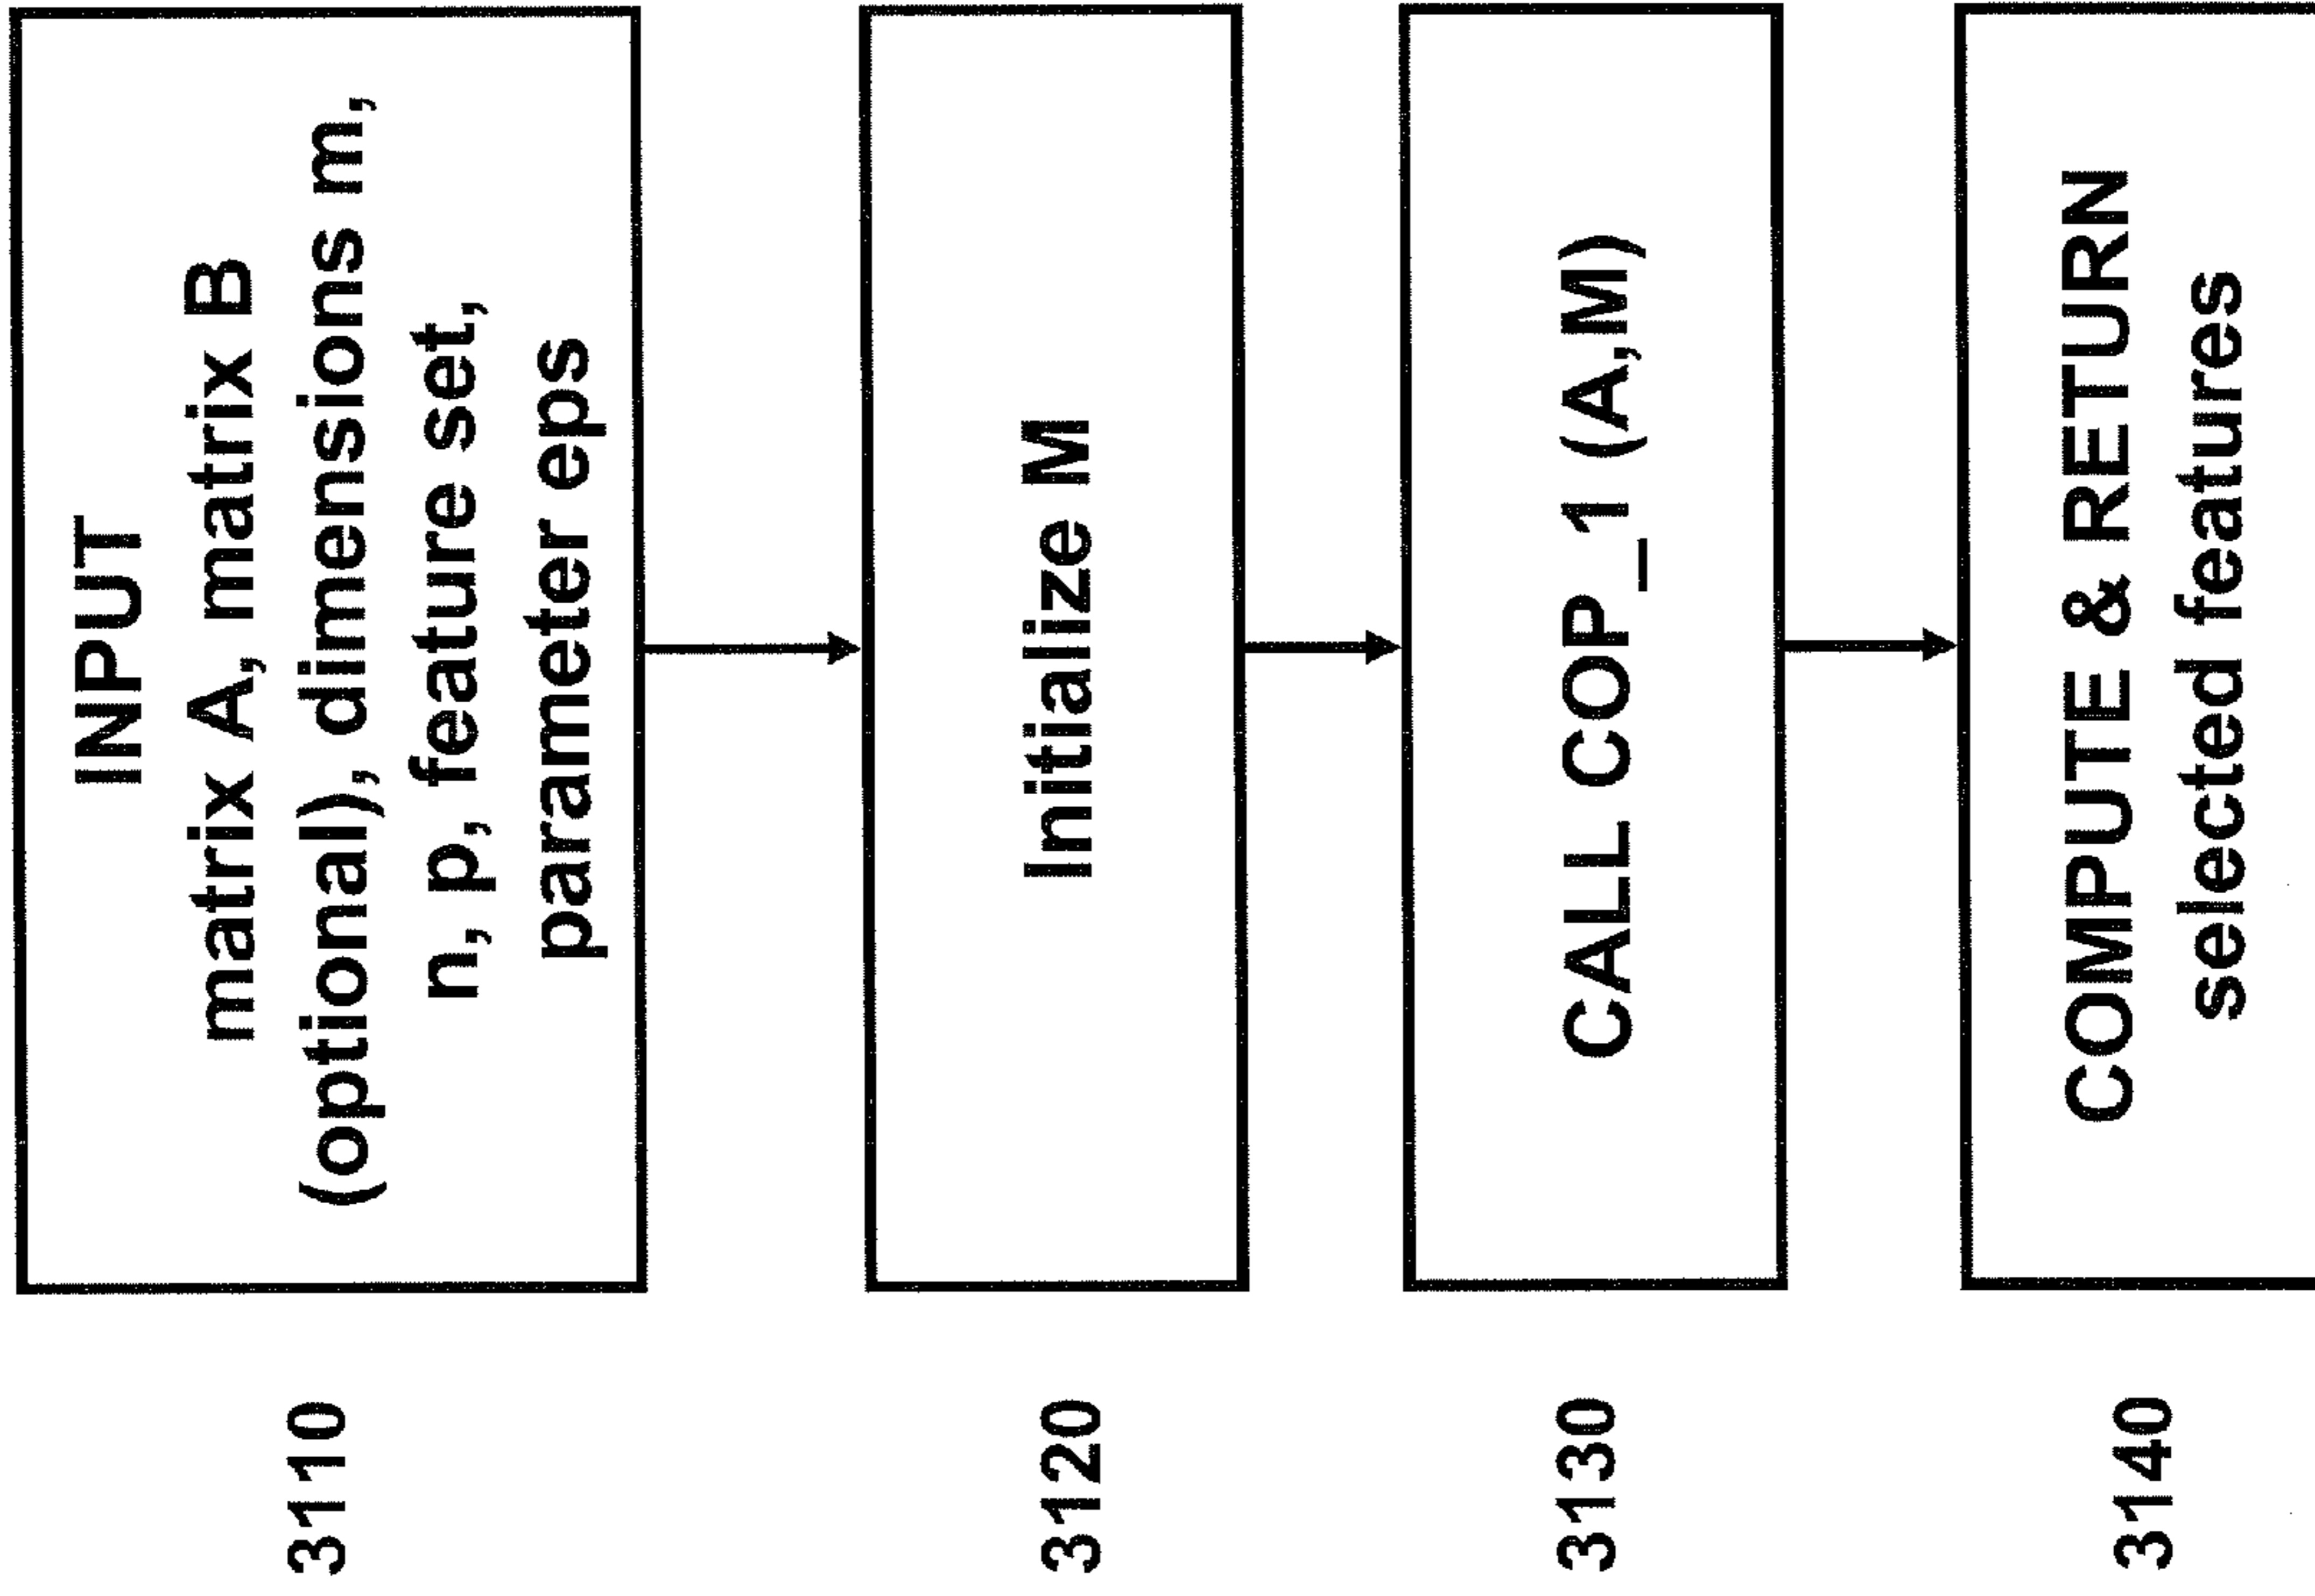 3110
INPUT
matrix A, matrix B
(optional), dimensions m,
n, p, feature set,
parameter eps
3120
Initialize M
3130
CALL COP_1 (A,M)
3140
COMPUTE & RETURN
selected features